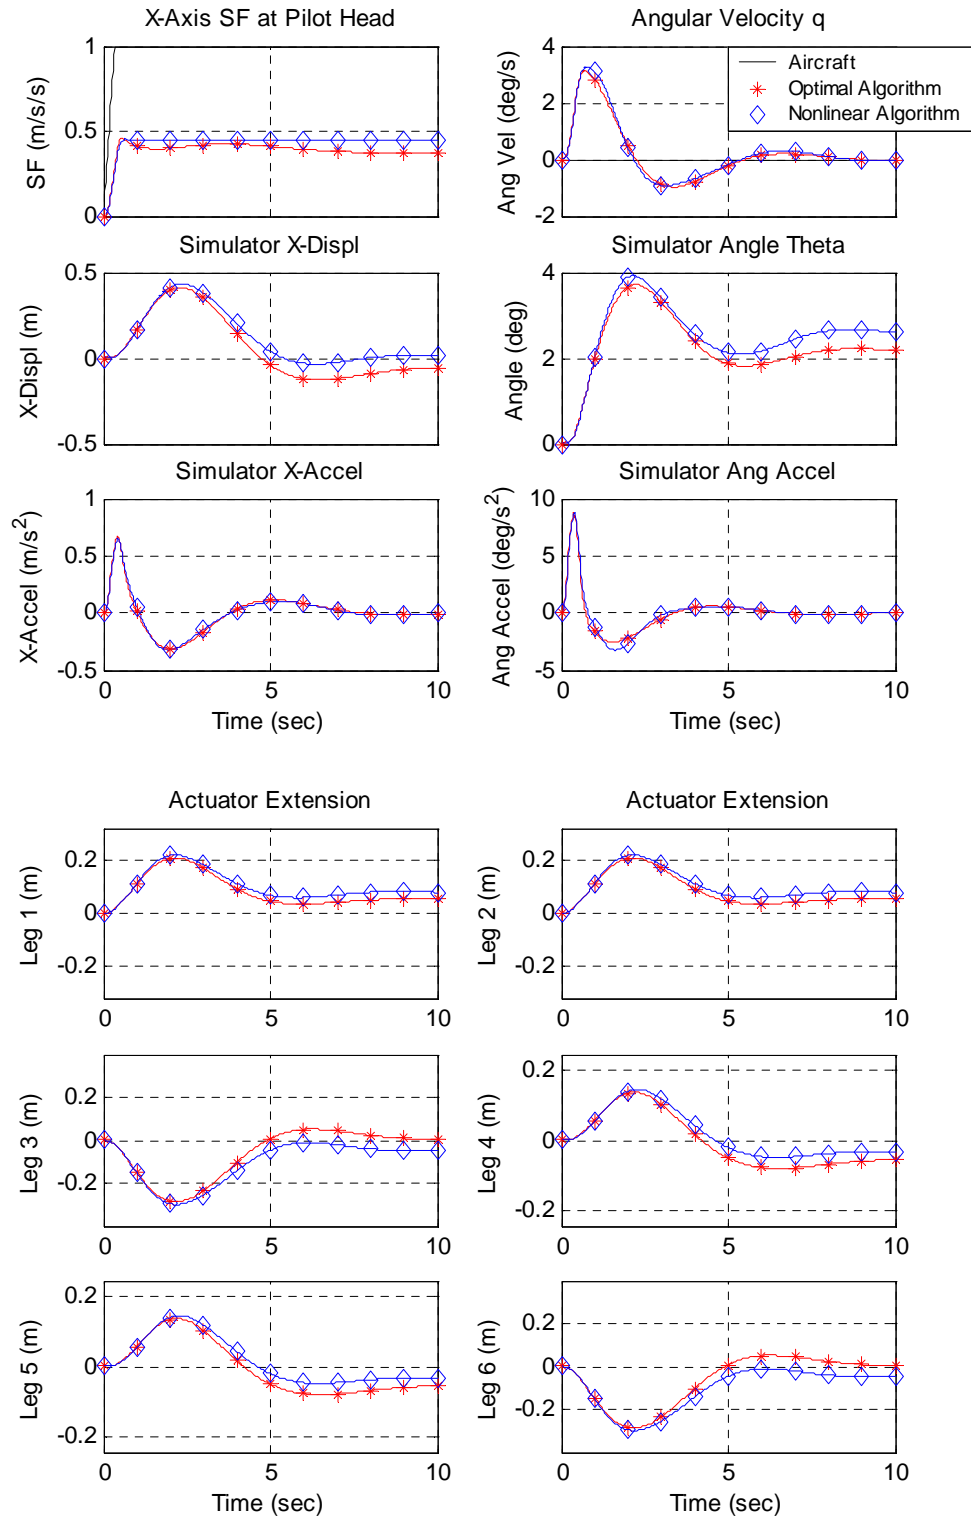 X-Axis SF at Pilot Head
SF (m/s/s)
1
0.5
0
Angular Velocity q
Ang Vel (deg/s)
4
2
0
-2
Aircraft
Optimal Algorithm
Nonlinear Algorithm
Simulator X-Displ
X-Displ (m)
0.5
0
-0.5
Simulator Angle Theta
Angle (deg)
4
2
0
Simulator X-Accel
X-Accel (m/s2)
1
0.5
0
-0.5
0 5 10
Time (sec)
Simulator Ang Accel
Ang Accel (deg/s2)
10
5
0
-5
0 5 10
Time (sec)
Actuator Extension
Leg 1 (m)
0.2
0
-0.2
0 5 10
Actuator Extension
Leg 2 (m)
0.2
0
-0.2
0 5 10
Leg 3 (m)
0.2
0
-0.2
0 5 10
Leg 4 (m)
0.2
0
-0.2
0 5 10
Leg 5 (m)
0.2
0
-0.2
0 5 10
Time (sec)
Leg 6 (m)
0.2
0
-0.2
0 5 10
Time (sec)